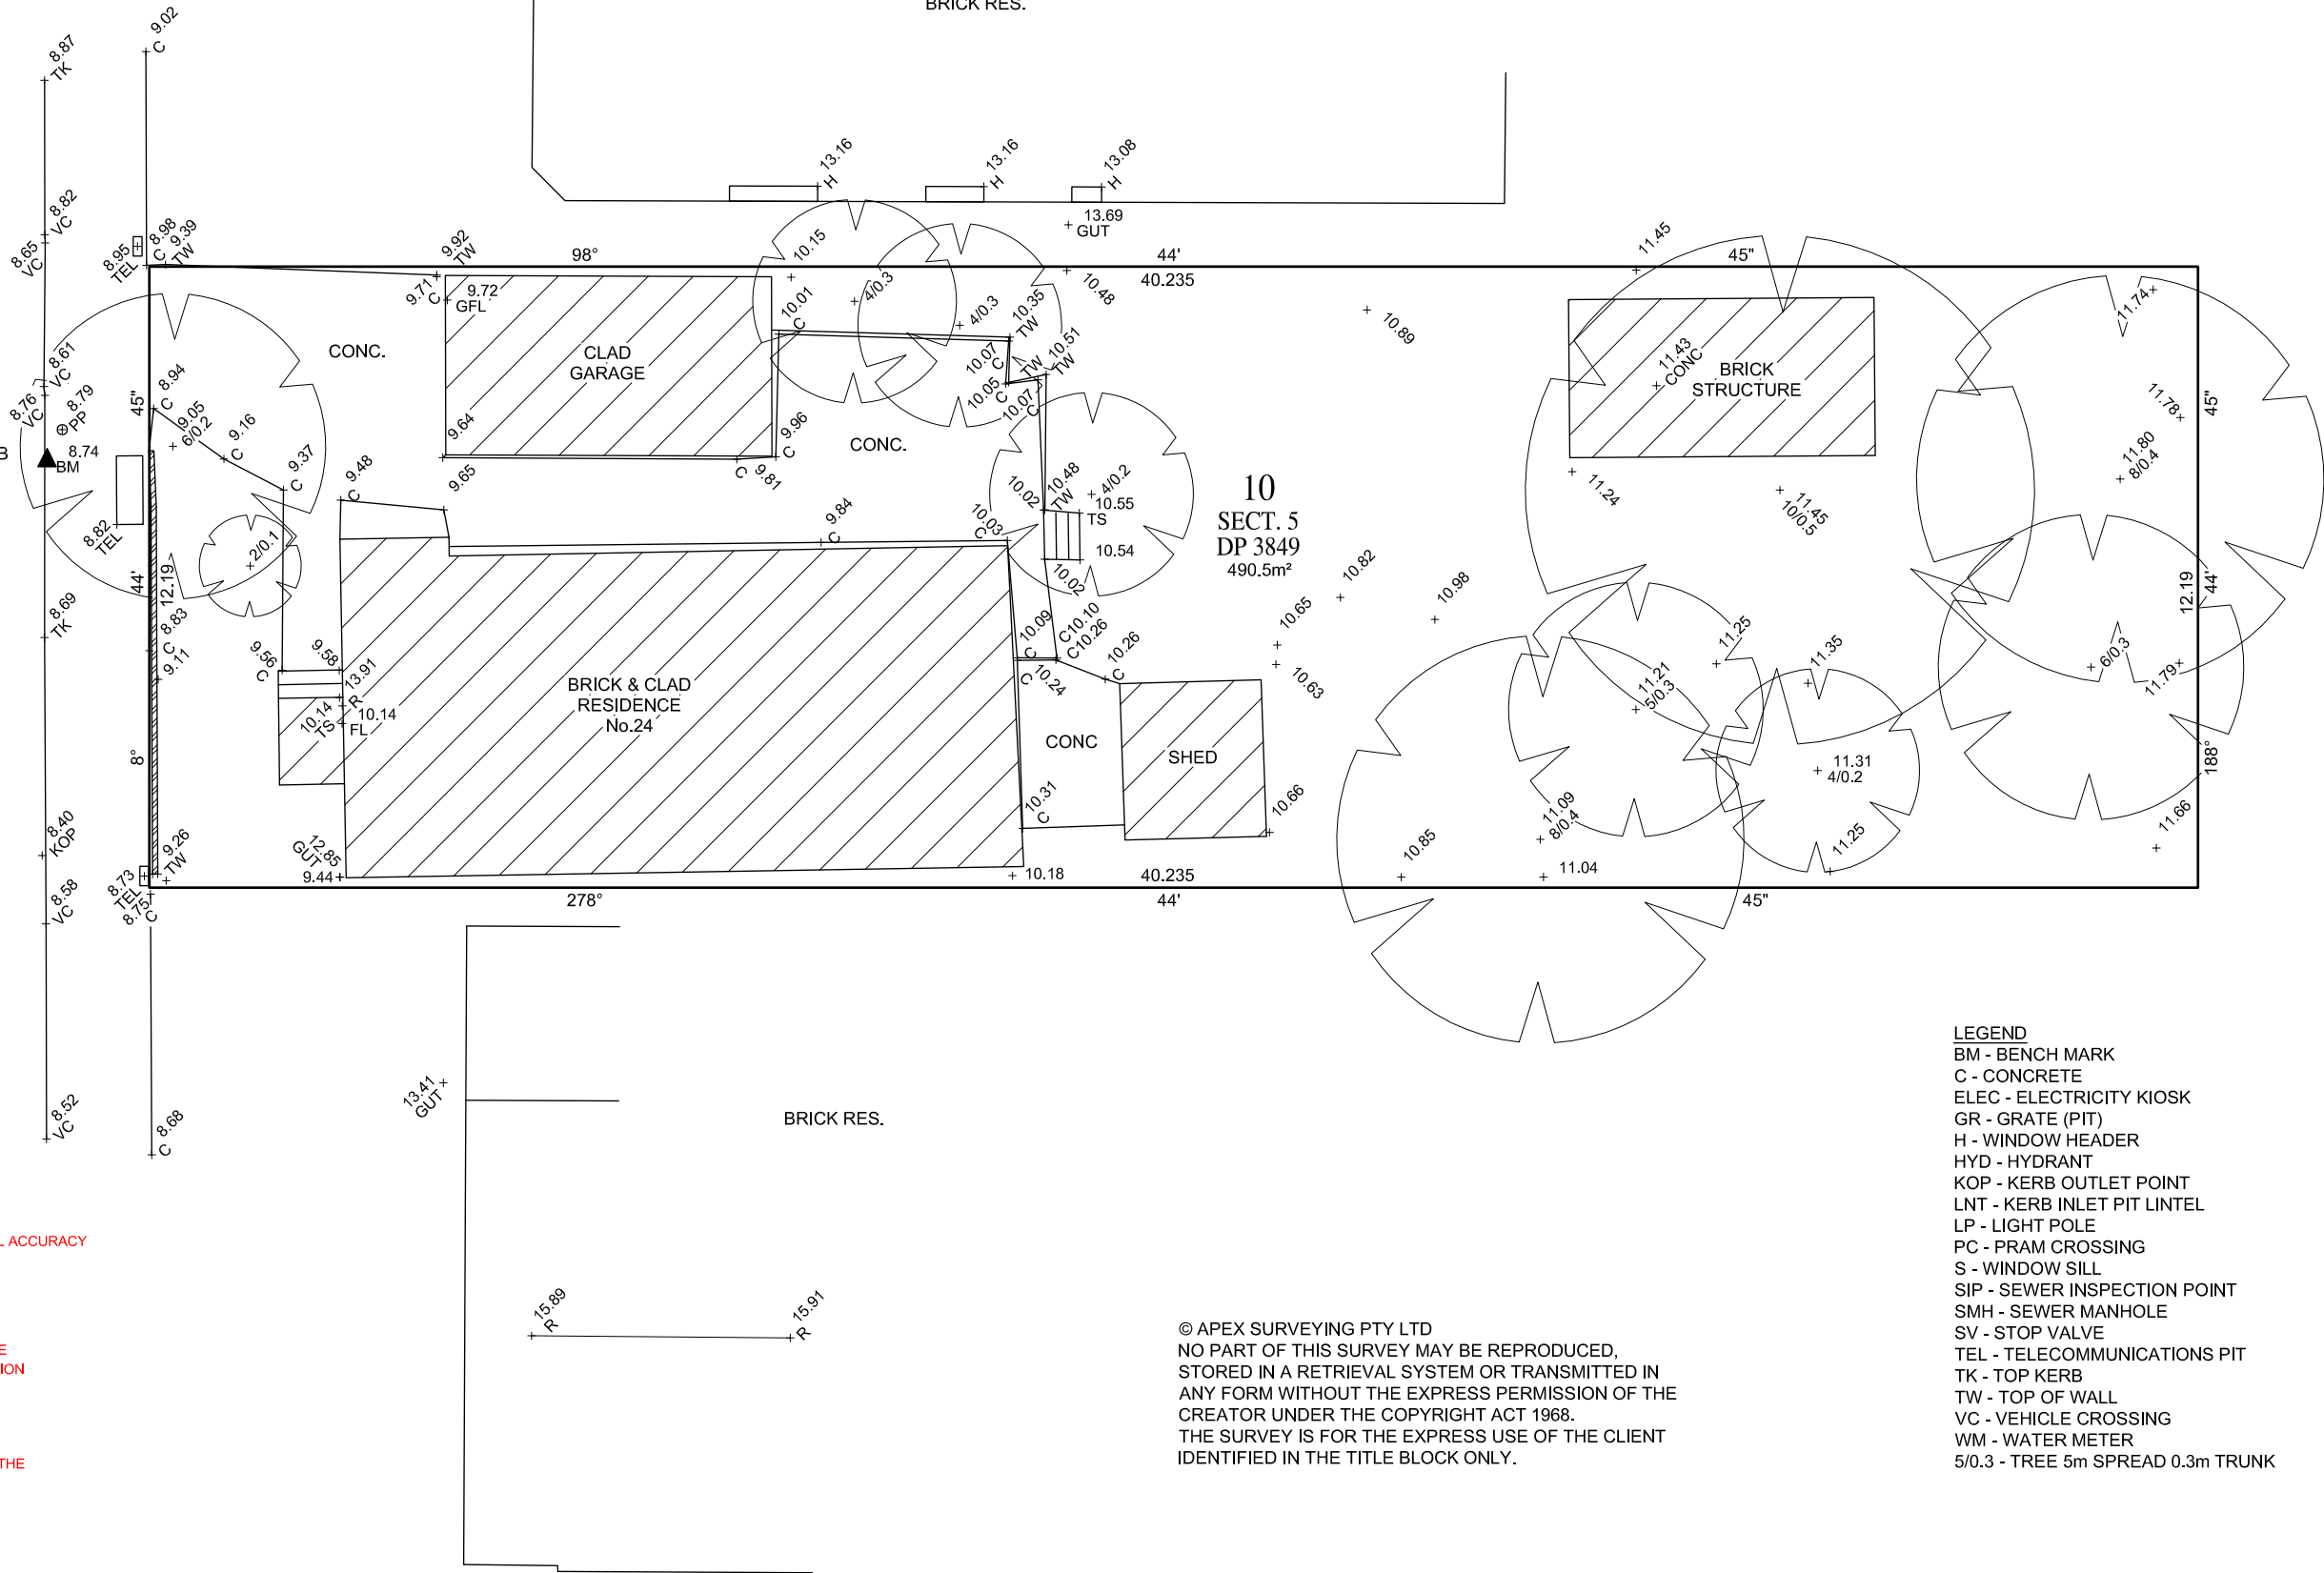 BRICK RES.
9.02
C
8.87
TK
13.16
H
13.16
H
13.08
H
13.69
GUT
8.82
VC
8.65
VC
8.95
TEL
8.98
C
9.39
TW
9.92
TW
98°
10.15
44'
40.235
11.45
45"
9.71
C
9.72
GFL
10.01
C
4/0.3
4/0.3
10.35
TW
10.48
10.89
11.74
CONC.
CLAD
GARAGE
8.61
VC
8.76
VC
8.79
PP
8.94
C
45"
9.05
6/0.2
9.16
C
9.37
C
10.07
C
TW
10.51
TW
10.05
C
10.07
C
11.43
CONC
BRICK
STRUCTURE
11.78
45"
B
8.74
BM
9.64
9.65
9.96
C
C
9.81
CONC.
11.80
8/0.4
9.48
C
10.02
10.48
TW
4/0.2
10.55
TS
10
SECT. 5
DP 3849
490.5m²
11.24
11.45
10/0.5
8.82
TEL
2/0.1
9.84
C
10.03
C
10.54
10.02
10.82
10.98
44'
12.19
12.19
44'
8.69
TK
8.83
C
9.11
9.56
C
9.58
13.91
R
10.14
TS
10.14
FL
BRICK & CLAD
RESIDENCE
No.24
10.09
C
C10.10
C10.26
C
10.24
10.26
C
10.65
10.63
11.25
11.35
11.21
5/0.3
6/0.3
11.79
8°
CONC
SHED
11.31
4/0.2
188°
10.31
C
10.66
8.40
KOP
9.26
TW
12.85
GUT
9.44
8.73
TEL
8.75
C
10.18
40.235
10.85
11.09
8/0.4
11.04
11.25
11.66
8.58
VC
278°
44'
45"
8.52
VC
8.68
C
13.41
GUT
BRICK RES.
15.89
R
15.91
R
L ACCURACY
E
ION
THE
© APEX SURVEYING PTY LTD
NO PART OF THIS SURVEY MAY BE REPRODUCED,
STORED IN A RETRIEVAL SYSTEM OR TRANSMITTED IN
ANY FORM WITHOUT THE EXPRESS PERMISSION OF THE
CREATOR UNDER THE COPYRIGHT ACT 1968.
THE SURVEY IS FOR THE EXPRESS USE OF THE CLIENT
IDENTIFIED IN THE TITLE BLOCK ONLY.
LEGEND
BM - BENCH MARK
C - CONCRETE
ELEC - ELECTRICITY KIOSK
GR - GRATE (PIT)
H - WINDOW HEADER
HYD - HYDRANT
KOP - KERB OUTLET POINT
LNT - KERB INLET PIT LINTEL
LP - LIGHT POLE
PC - PRAM CROSSING
S - WINDOW SILL
SIP - SEWER INSPECTION POINT
SMH - SEWER MANHOLE
SV - STOP VALVE
TEL - TELECOMMUNICATIONS PIT
TK - TOP KERB
TW - TOP OF WALL
VC - VEHICLE CROSSING
WM - WATER METER
5/0.3 - TREE 5m SPREAD 0.3m TRUNK